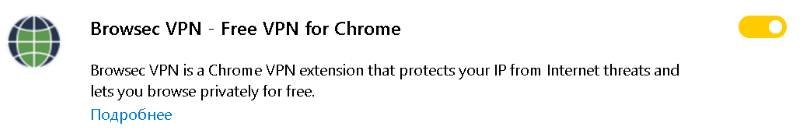 Browsec VPN - Free VPN for Chrome
Browsec VPN is a Chrome VPN extension that protects your IP from Internet threats and
lets you browse privately for free.
Подробнее